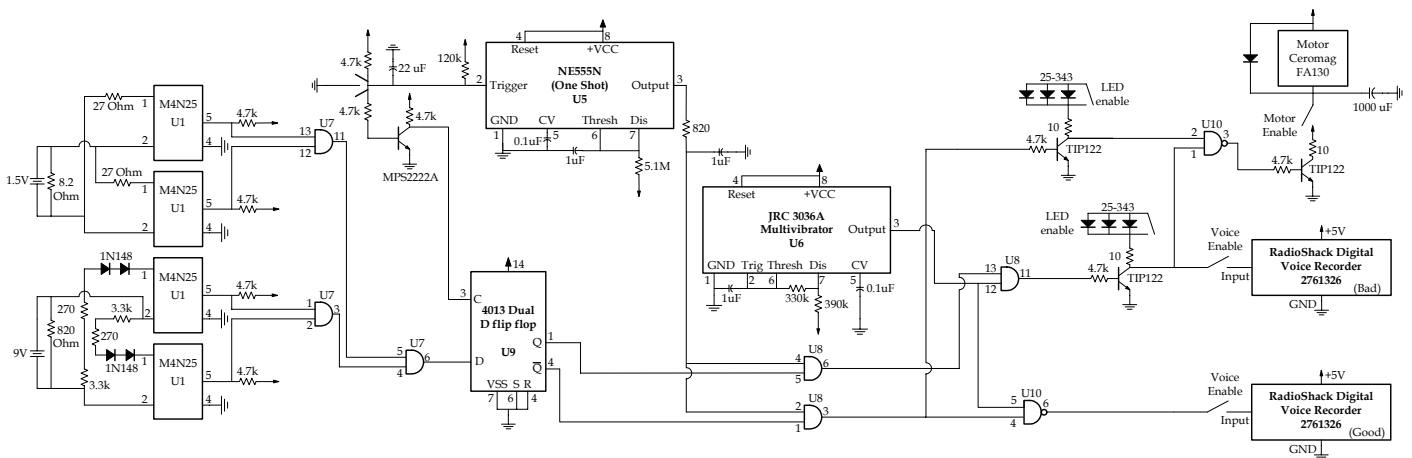 27 Ohm
1
M4N25
U1
5
4.7k
2
4
1.5V
8.2
Ohm
27 Ohm
1
M4N25
U1
5
4.7k
2
4
U7
13
11
12
1N148
1
M4N25
U1
5
4.7k
2
4
270
3.3k
820
Ohm
270
9V
1N148
1
M4N25
U1
5
4.7k
3.3k
2
4
U7
1
3
2
U7
5
6
4
4.7k
22 uF
120k
4.7k
4.7k
MPS2222A
4
8
Reset
+VCC
NE555N
(One Shot)
U5
2
Trigger
Output
3
GND
CV
Thresh
Dis
1
5
6
7
0.1uF
1uF
5.1M
820
1uF
14
3
C
4013 Dual
D flip flop
U9
D
Q
1
Q
4
VSS S R
7
6
4
4
8
Reset
+VCC
JRC 3036A
Multivibrator
U6
Output
3
GND
Trig
Thresh
Dis
CV
1
2
6
7
5
1uF
330k
390k
0.1uF
U8
4
6
5
U8
2
3
1
U8
13
11
12
25-343
LED
enable
10
4.7k
TIP122
25-343
LED
enable
10
4.7k
TIP122
U10
2
3
1
U10
5
6
4
Motor
Ceromag
FA130
1000 uF
Motor
Enable
10
4.7k
TIP122
Voice
Enable
Input
+5V
RadioShack Digital
Voice Recorder
2761326
(Bad)
GND
Voice
Enable
Input
+5V
RadioShack Digital
Voice Recorder
2761326
(Good)
GND